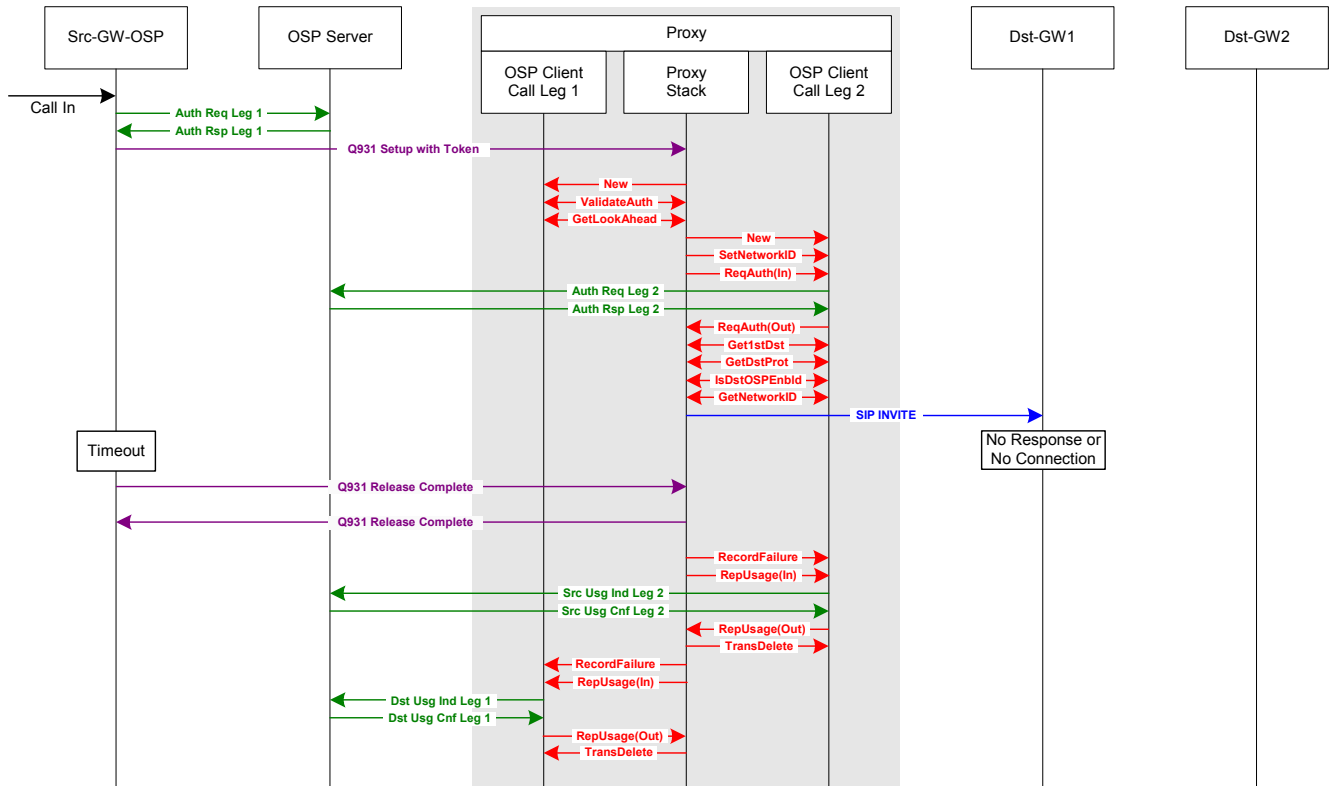 Src-GW-OSP
OSP Server
Proxy
Dst-GW1
Dst-GW2
OSP Client
Call Leg 1
Proxy
Stack
OSP Client
Call Leg 2
Call In
Auth Req Leg 1
Auth Rsp Leg 1
Q931 Setup with Token
New
ValidateAuth
GetLookAhead
New
SetNetworkID
ReqAuth(In)
Auth Req Leg 2
Auth Rsp Leg 2
ReqAuth(Out)
Get1stDst
GetDstProt
IsDstOSPEnbld
GetNetworkID
SIP INVITE
Timeout
No Response or
No Connection
Q931 Release Complete
Q931 Release Complete
RecordFailure
RepUsage(In)
Src Usg Ind Leg 2
Src Usg Cnf Leg 2
RepUsage(Out)
TransDelete
RecordFailure
RepUsage(In)
Dst Usg Ind Leg 1
Dst Usg Cnf Leg 1
RepUsage(Out)
TransDelete